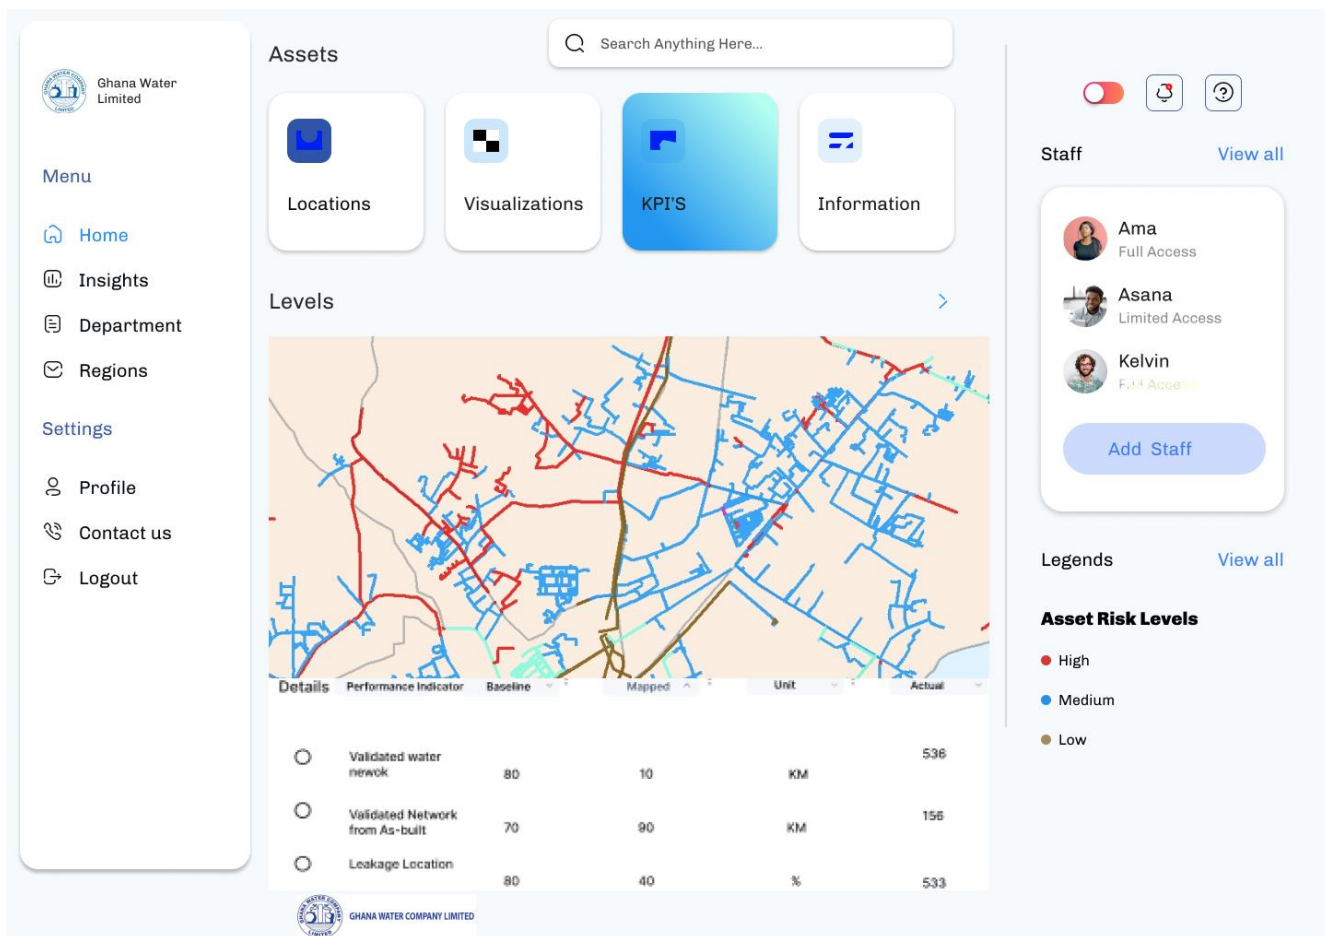 Ghana Water
Limited
Menu
Home
Insights
Department
Regions
Settings
Profile
Contact us
Logout
Assets
Search Anything Here...
Locations
Visualizations
KPI'S
Information
Levels
Details Performance Indicator Baseline Mapped Unit Actual
Validated water
newok 80 10 KM 536
Validated Network
from As-built 70 90 KM 156
Leakage Location
80 40 % 533
GHANA WATER COMPANY LIMITED
Staff View all
Ama
Full Access
Asana
Limited Access
Kelvin
Full Access
Add Staff
Legends View all
Asset Risk Levels
High
Medium
Low